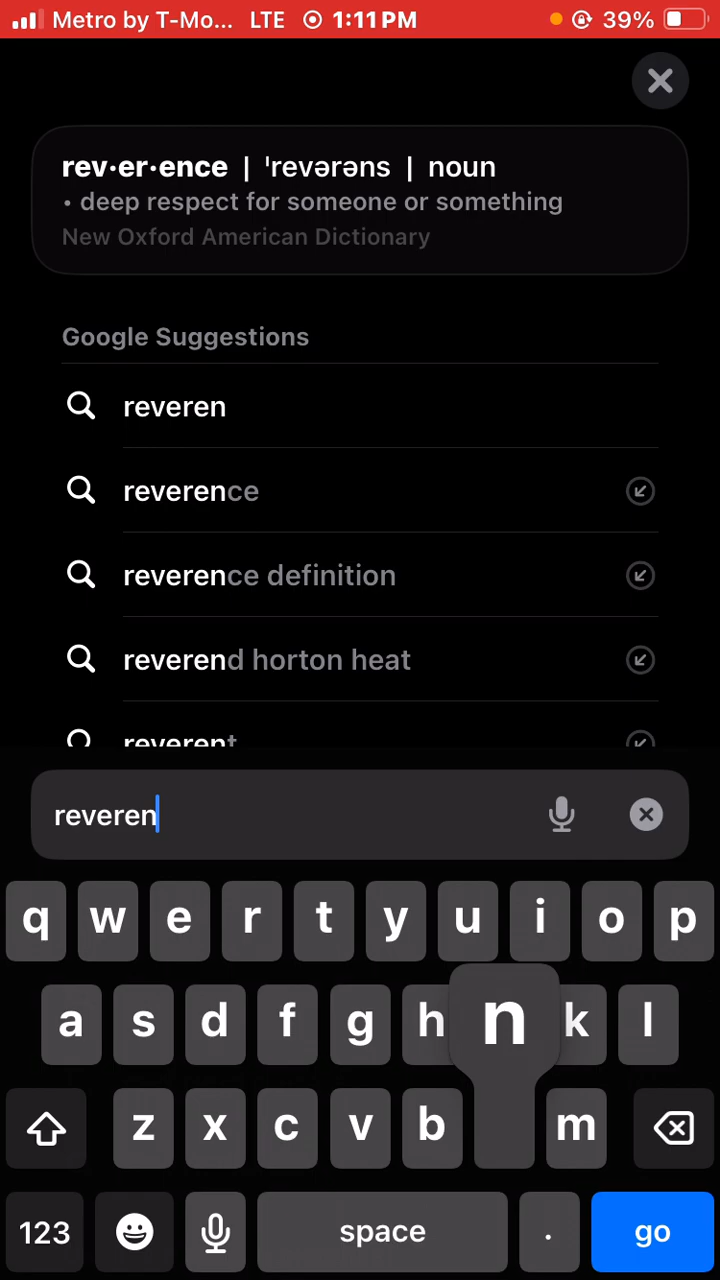 Metro by T-Mo... LTE 1:11 PM 39%
rev·er·ence | ˈrevərəns | noun
• deep respect for someone or something
New Oxford American Dictionary
Google Suggestions
reveren
reverence
reverence definition
reverend horton heat
reverent
reveren
q w e r t y u i o p
a s d f g h n k l
z x c v b m
123 space . go